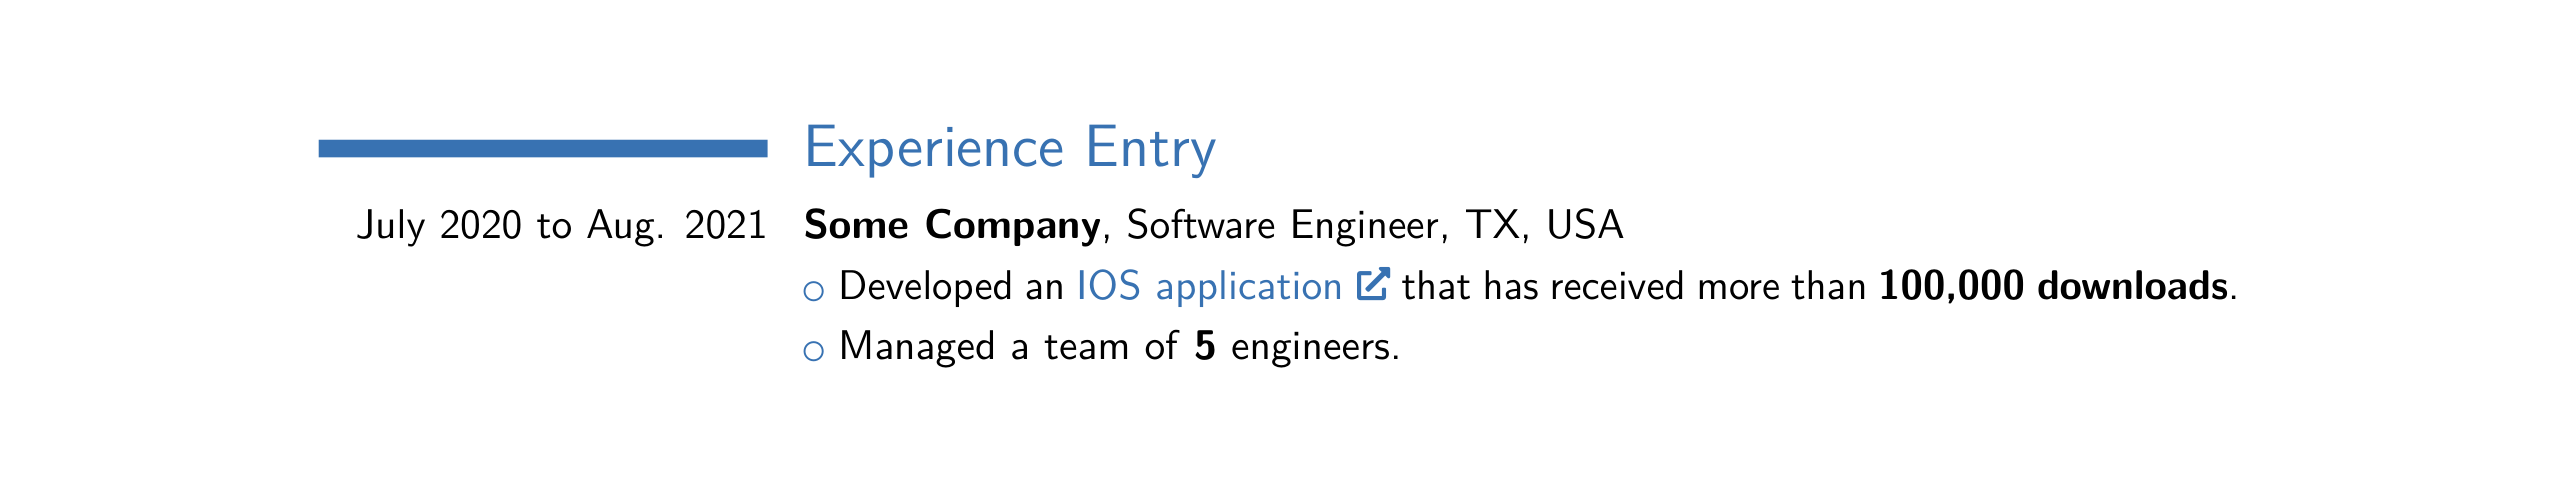 Experience Entry
July 2020 to Aug. 2021 Some Company, Software Engineer, TX, USA
○ Developed an IOS application that has received more than 100,000 downloads.
○ Managed a team of 5 engineers.